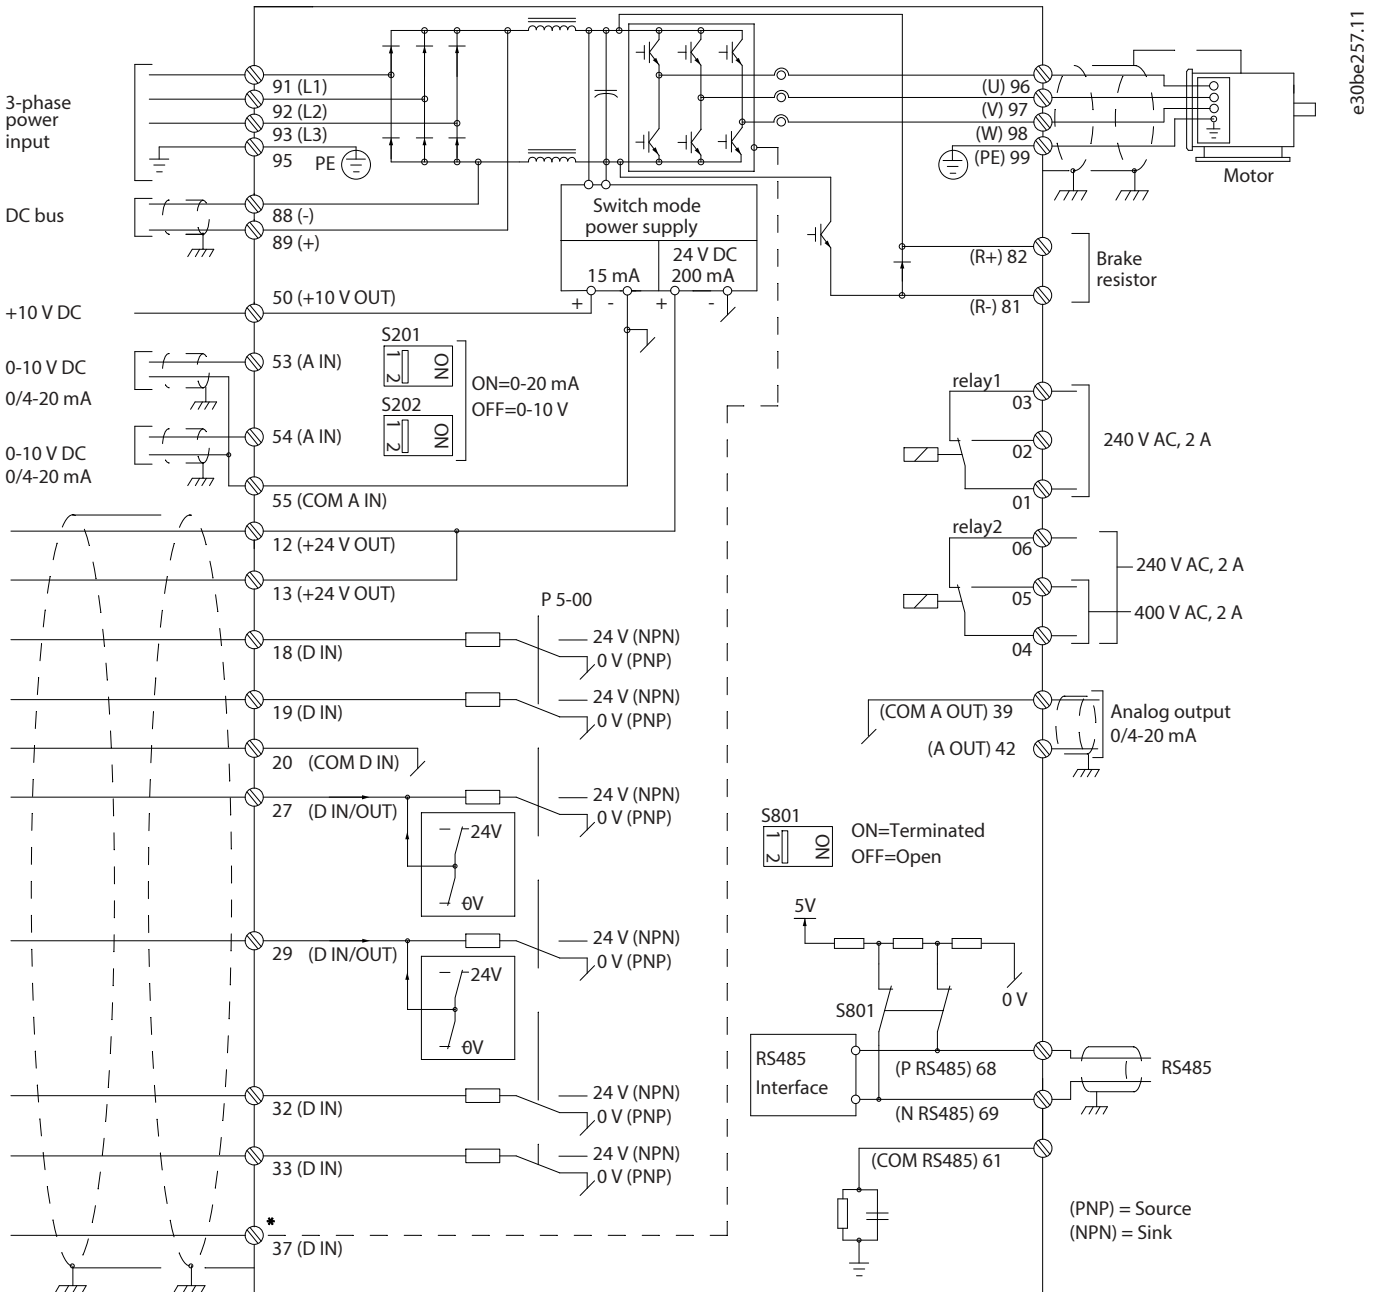 e30be257.11
3-phase
power
input
91 (L1)
92 (L2)
93 (L3)
95
PE
DC bus
88 (-)
89 (+)
+10 V DC
50 (+10 V OUT)
0-10 V DC
0/4-20 mA
53 (A IN)
0-10 V DC
0/4-20 mA
54 (A IN)
55 (COM A IN)
12 (+24 V OUT)
13 (+24 V OUT)
18 (D IN)
19 (D IN)
20 (COM D IN)
27 (D IN/OUT)
29 (D IN/OUT)
32 (D IN)
33 (D IN)
*
37 (D IN)
Switch mode
power supply
15 mA
24 V DC
200 mA
+ - + -
S201
1 2 ON
S202
1 2 ON
ON=0-20 mA
OFF=0-10 V
P 5-00
24 V (NPN)
0 V (PNP)
24 V (NPN)
0 V (PNP)
24 V (NPN)
0 V (PNP)
24V
0V
24 V (NPN)
0 V (PNP)
24V
0V
24 V (NPN)
0 V (PNP)
24 V (NPN)
0 V (PNP)
(U) 96
(V) 97
(W) 98
(PE) 99
Motor
(R+) 82
(R-) 81
Brake
resistor
relay1
03
02
01
240 V AC, 2 A
relay2
06
05
04
240 V AC, 2 A
400 V AC, 2 A
(COM A OUT) 39
(A OUT) 42
Analog output
0/4-20 mA
S801
1 2 ON
ON=Terminated
OFF=Open
5V
0 V
S801
RS485
Interface
(P RS485) 68
(N RS485) 69
RS485
(COM RS485) 61
(PNP) = Source
(NPN) = Sink